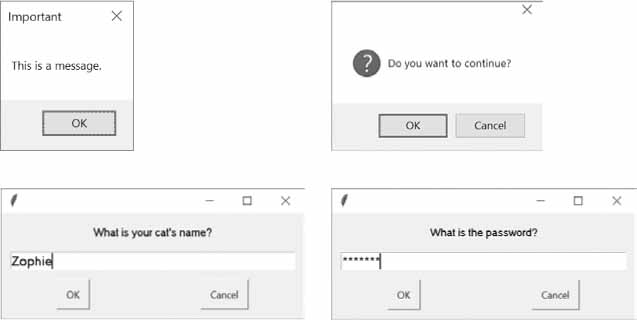 Important
This is a message.
OK
Do you want to continue?
OK Cancel
What is your cat's name?
Zophie
OK Cancel
What is the password?
*******
OK Cancel